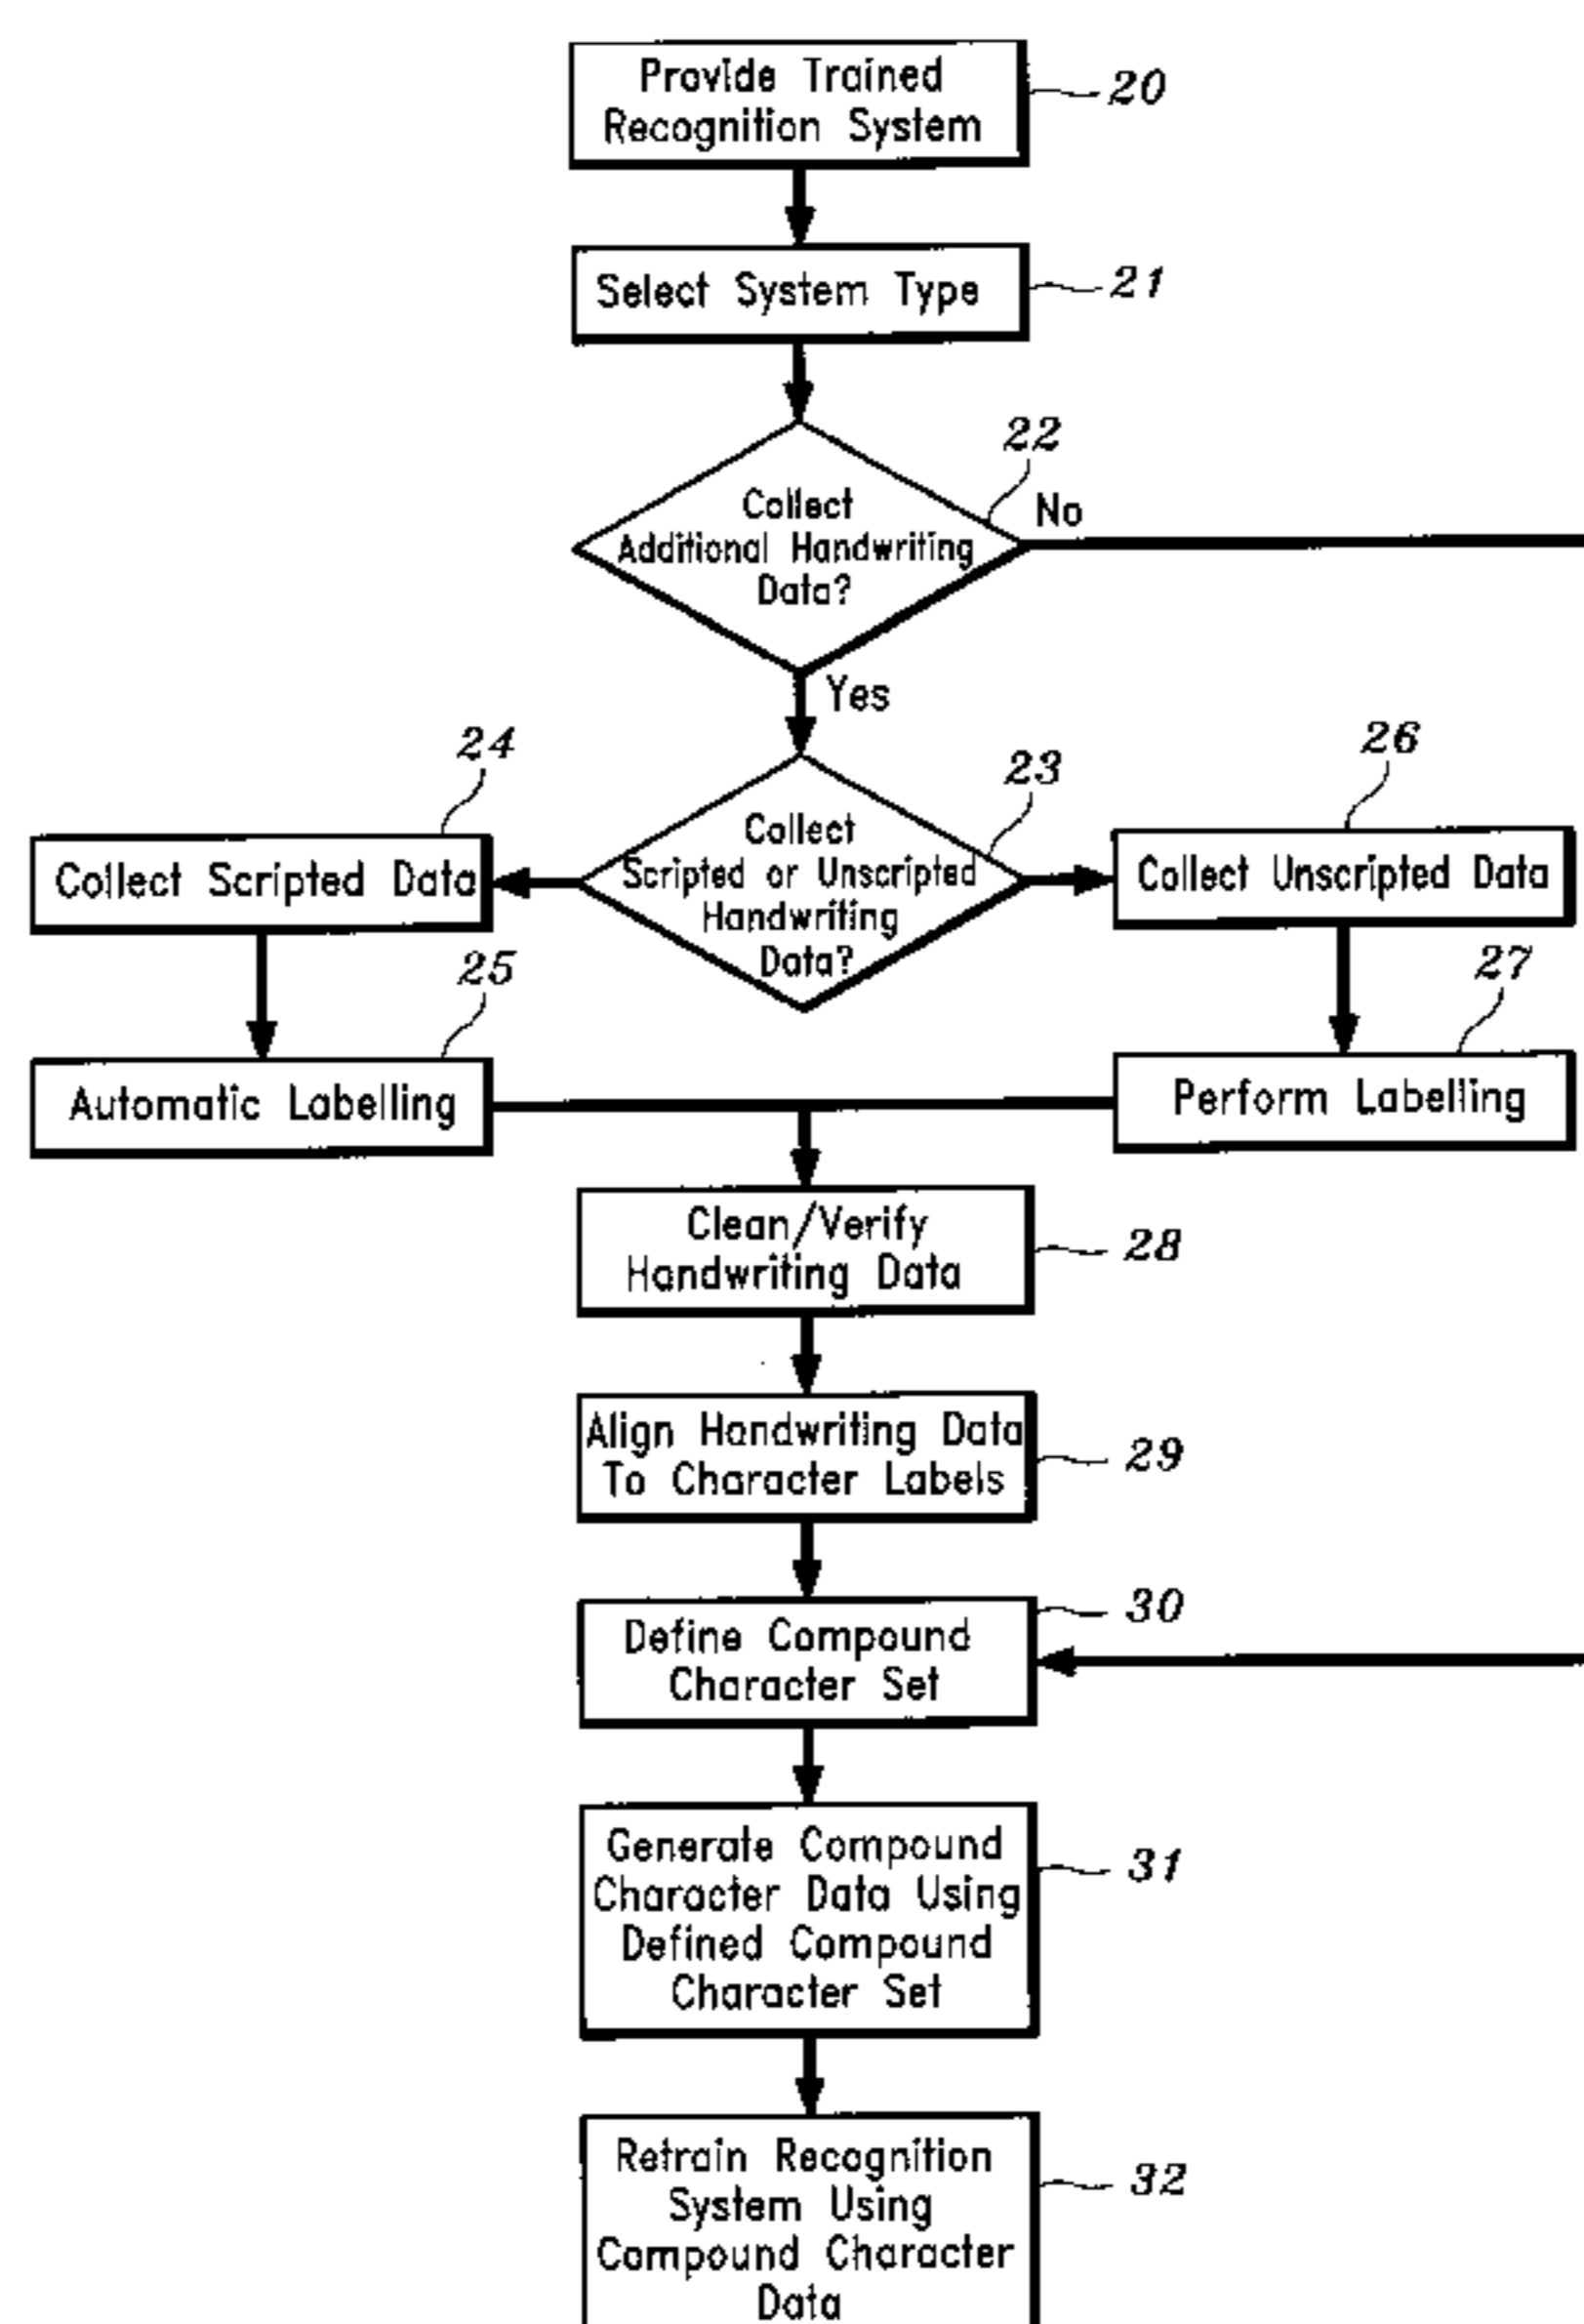 Provide Trained
Recognition System
20
Select System Type
21
22
Collect
Additional Handwriting
Data?
No
Yes
24
23
26
Collect Scripted Data
Collect
Scripted or Unscripted
Handwriting
Data?
Collect Unscripted Data
25
27
Automatic Labelling
Perform Labelling
Clean/Verify
Handwriting Data
28
Align Handwriting Data
To Character Labels
29
Define Compound
Character Set
30
Generate Compound
Character Data Using
Defined Compound
Character Set
31
Retrain Recognition
System Using
Compound Character
Data
32